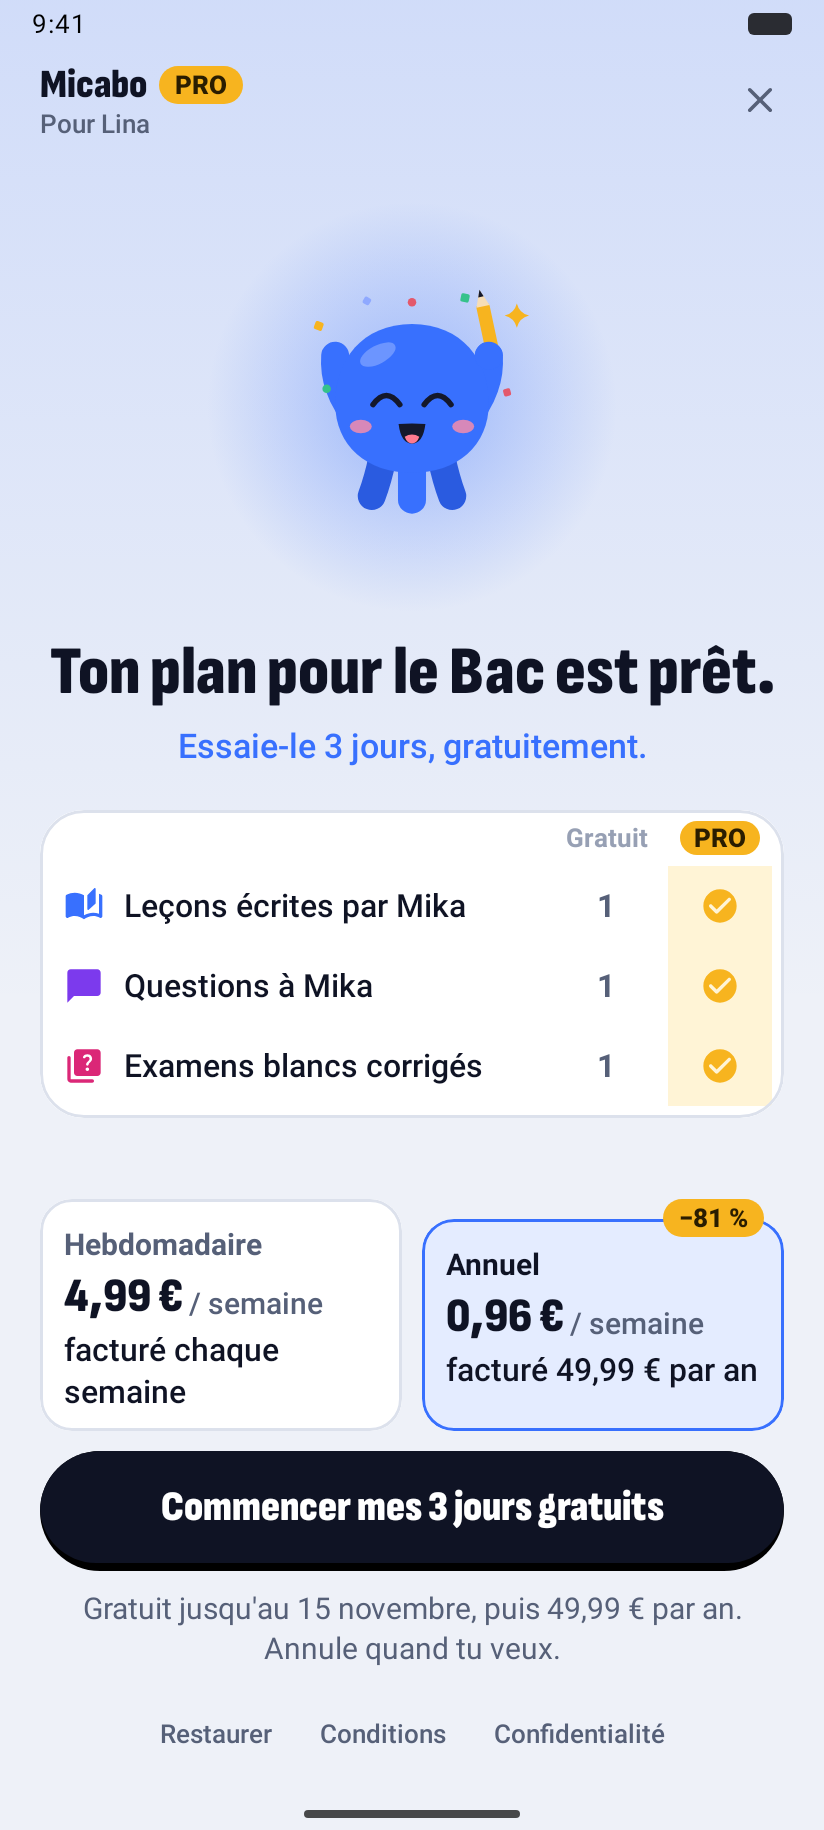 9:41
Micabo PRO
Pour Lina
Ton plan pour le Bac est prêt.
Essaie-le 3 jours, gratuitement.
Gratuit PRO
Leçons écrites par Mika 1
Questions à Mika 1
? Examens blancs corrigés 1
Hebdomadaire
4,99 € / semaine
facturé chaque
semaine
−81 %
Annuel
0,96 € / semaine
facturé 49,99 € par an
Commencer mes 3 jours gratuits
Gratuit jusqu'au 15 novembre, puis 49,99 € par an.
Annule quand tu veux.
Restaurer Conditions Confidentialité